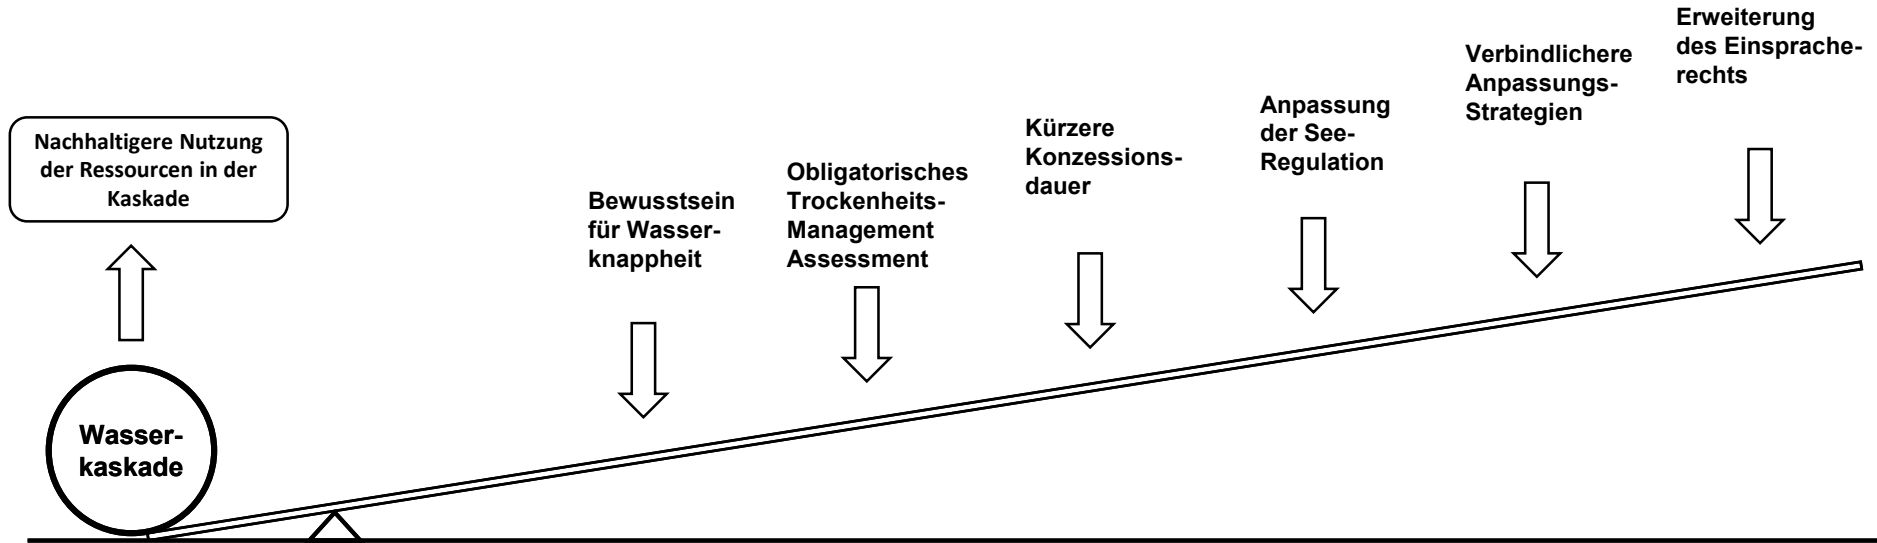 Nachhaltigere Nutzung
der Ressourcen in der
Kaskade
Wasser-
kaskade
Bewusstsein
für Wasser-
knappheit
Obligatorisches
Trockenheits-
Management
Assessment
Kürzere
Konzessions-
dauer
Anpassung
der See-
Regulation
Verbindlichere
Anpassungs-
Strategien
Erweiterung
des Einsprache-
rechts